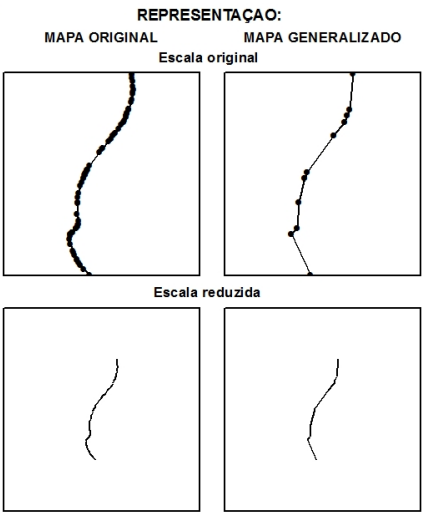 REPRESENTAÇAO:
MAPA ORIGINAL MAPA GENERALIZADO
Escala original
Escala reduzida